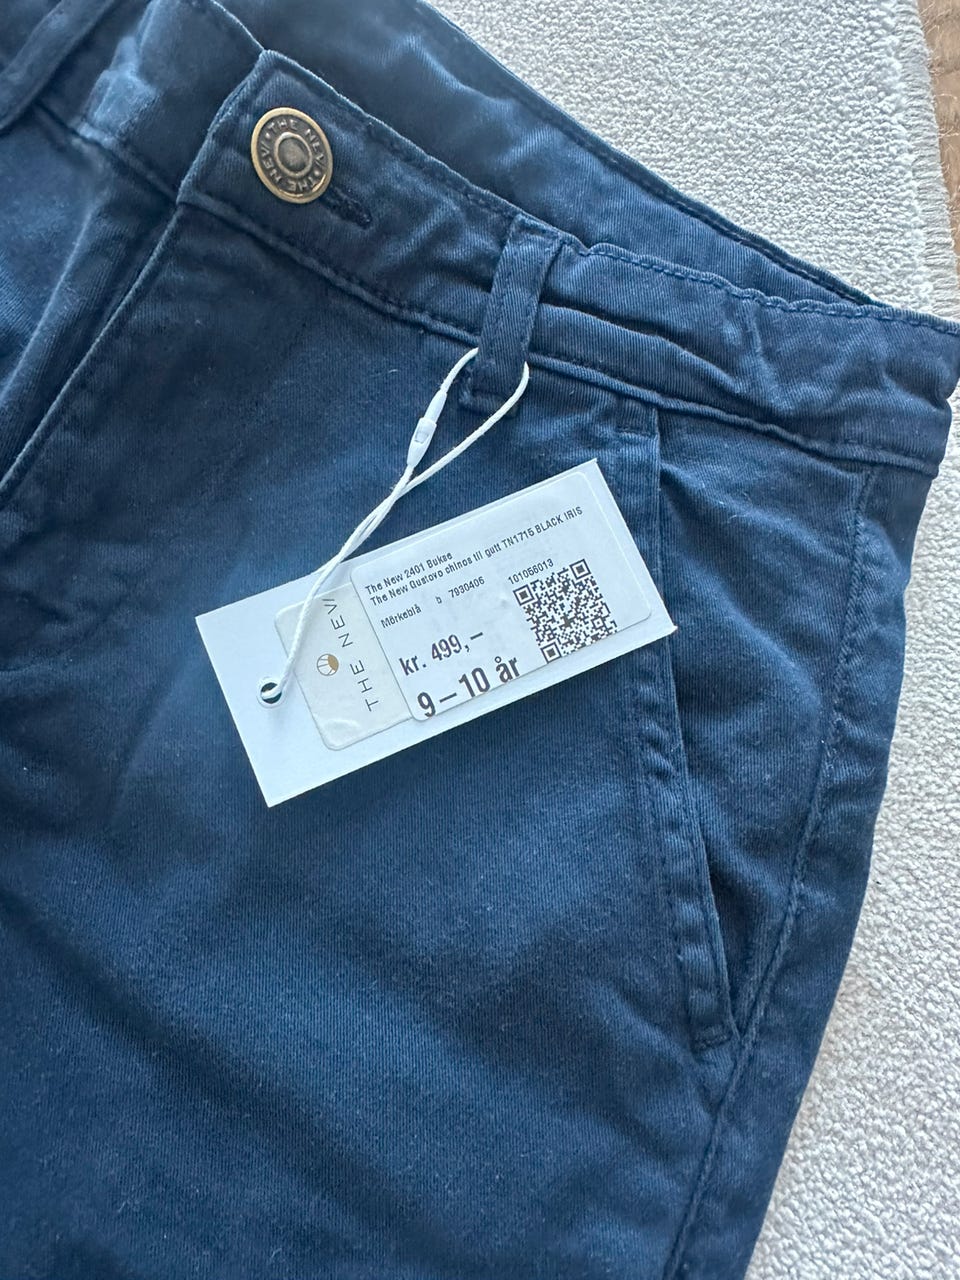 THE NEW • THE NEW
The New 2401 Bukse
The New Gustovo chinos til gutt TN1715 BLACK IRIS
Mörkeblå b 7930406 101056013
kr. 499,–
9 – 10 år
THE NEW